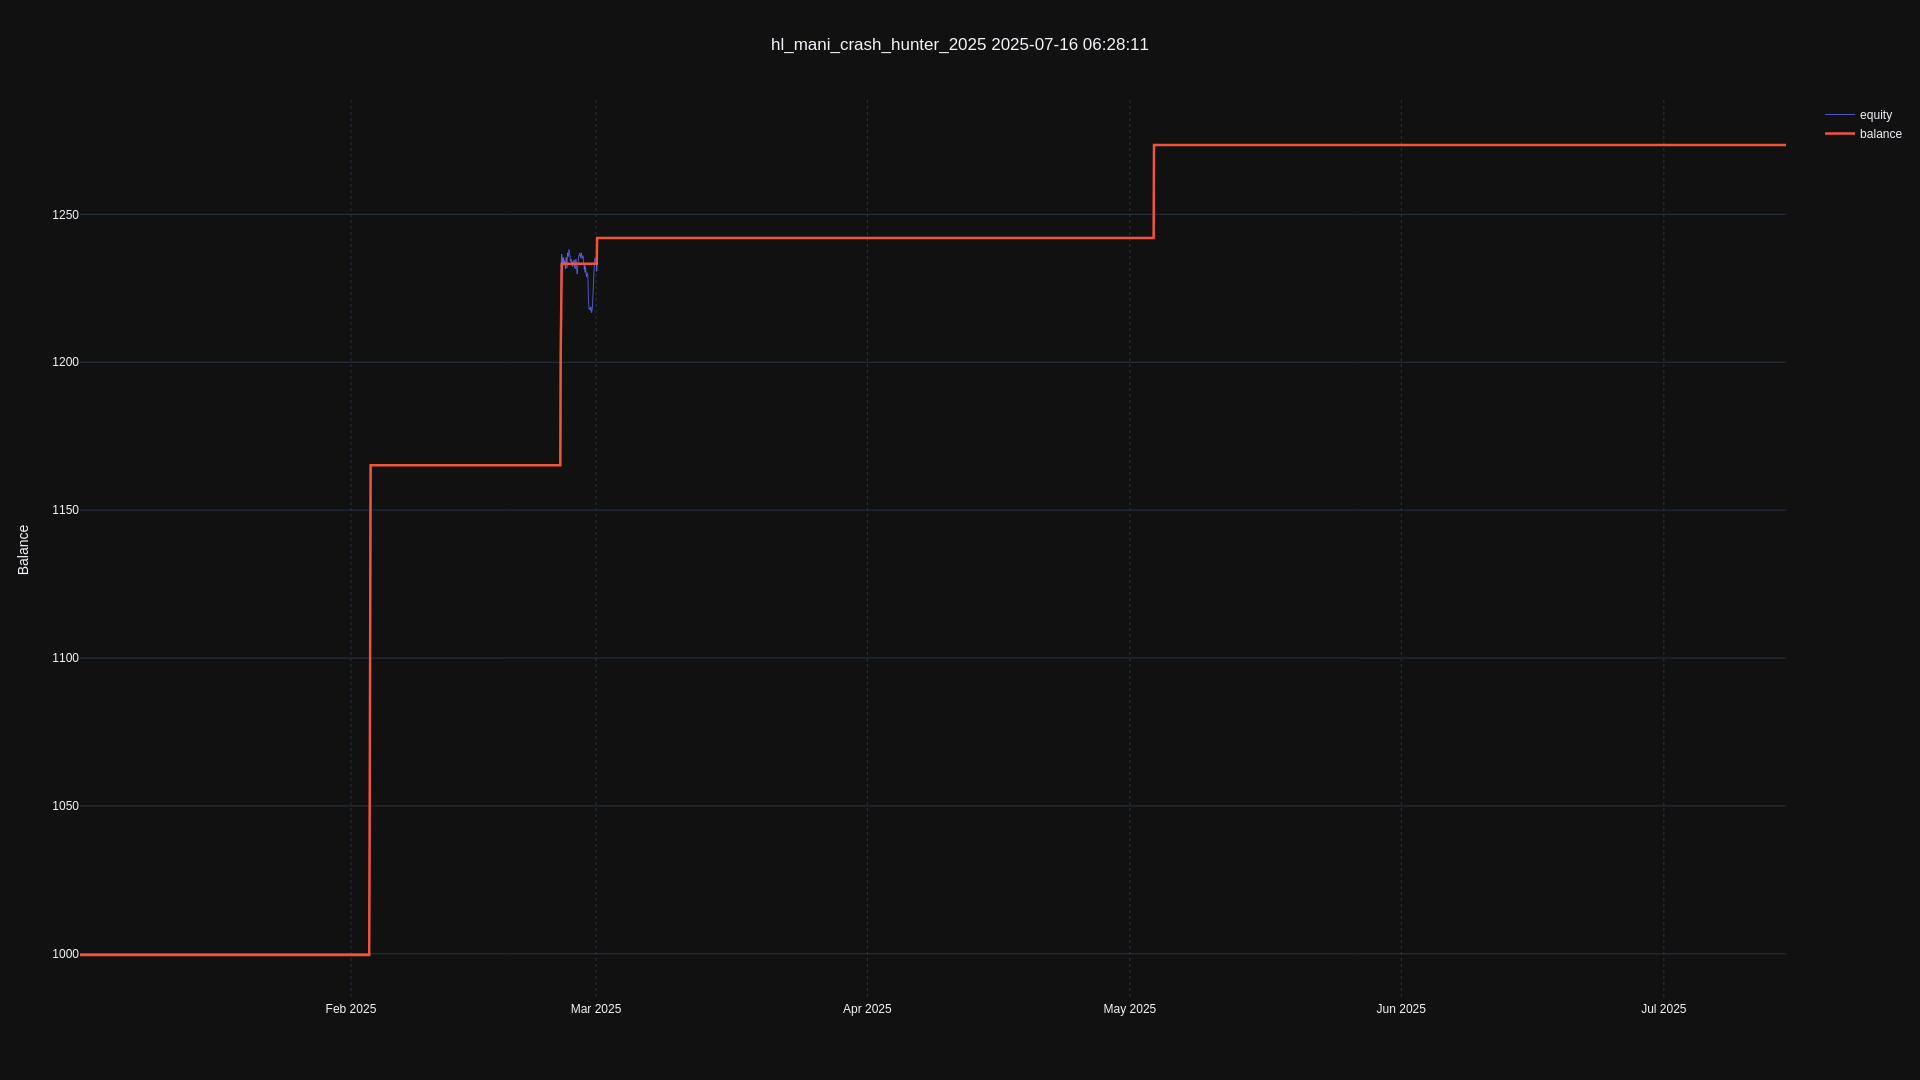 hl_mani_crash_hunter_2025 2025-07-16 06:28:11
equity
balance
1250
1200
1150
1100
1050
1000
Balance
Feb 2025
Mar 2025
Apr 2025
May 2025
Jun 2025
Jul 2025